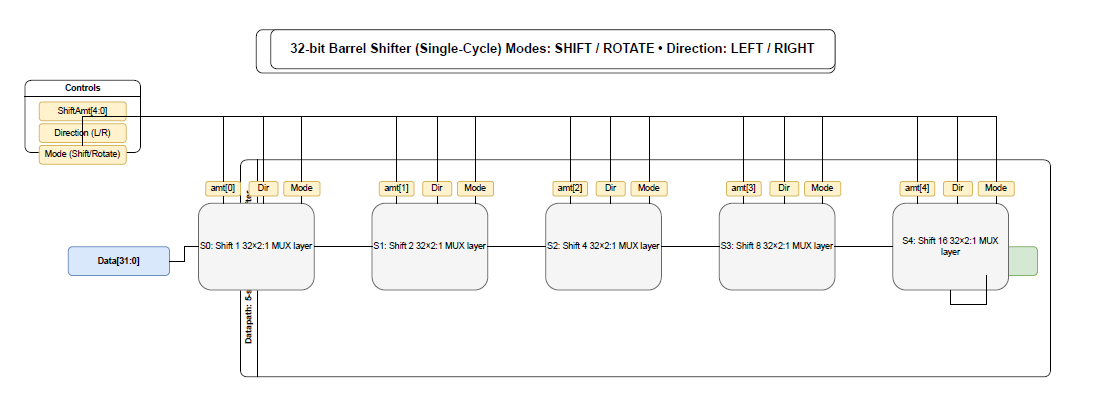 32-bit Barrel Shifter (Single-Cycle) Modes: SHIFT / ROTATE • Direction: LEFT / RIGHT
Controls
ShiftAmt[4:0]
Direction (L/R)
Mode (Shift/Rotate)
amt[0] Dir Mode
amt[1] Dir Mode
amt[2] Dir Mode
amt[3] Dir Mode
amt[4] Dir Mode
Data[31:0]
S0: Shift 1 32×2:1 MUX layer
S1: Shift 2 32×2:1 MUX layer
S2: Shift 4 32×2:1 MUX layer
S3: Shift 8 32×2:1 MUX layer
S4: Shift 16 32×2:1 MUX
layer
Datapath: